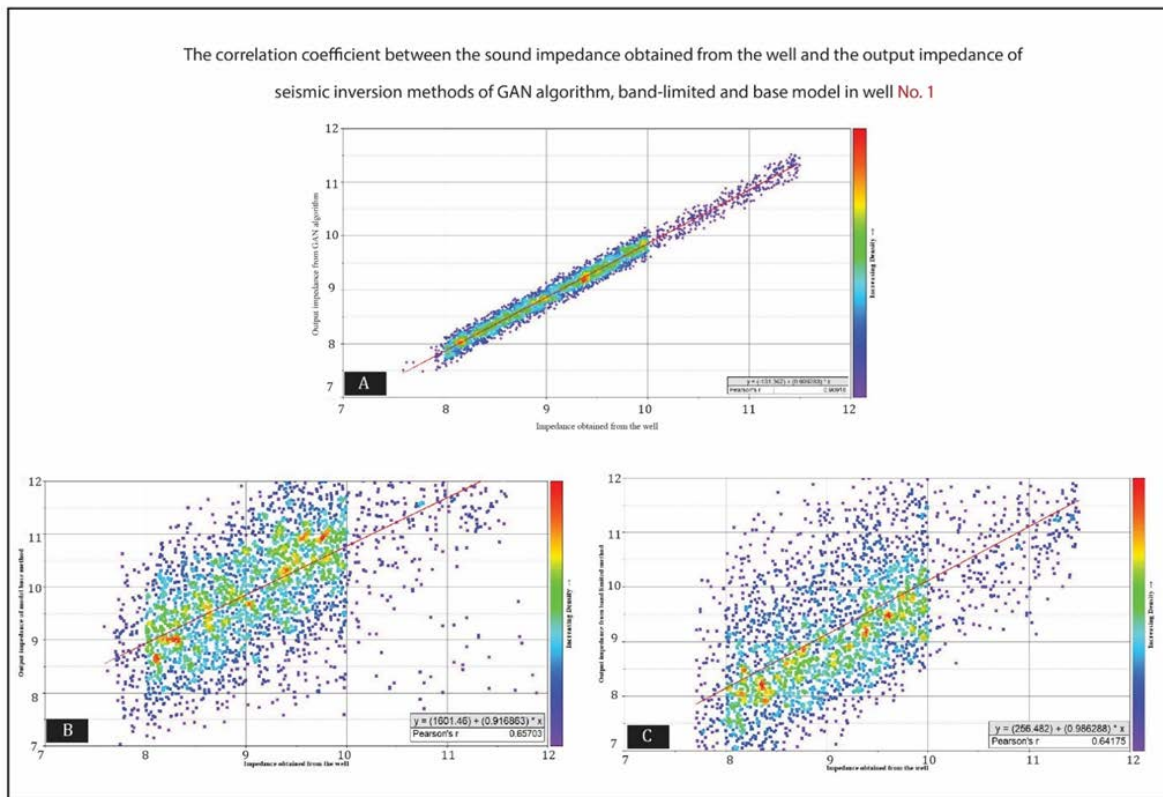 The correlation coefficient between the sound impedance obtained from the well and the output impedance of
seismic inversion methods of GAN algorithm, band-limited and base model in well No. 1
12
11
10
9
8
7
Output impedance from GAN algorithm
A
Pearson's r
Increasing Density →
7 8 9 10 11 12
Impedance obtained from the well
12
11
10
9
8
7
Output impedance of model base method
B
y = (1601.46) + (0.916863) * x
Pearson's r 0.65703
Increasing Density →
7 8 9 10 11 12
Impedance obtained from the well
12
11
10
9
8
7
Output impedance from band limited method
C
y = (256.482) + (0.986288) * x
Pearson's r 0.64175
Increasing Density →
7 8 9 10 11 12
Impedance obtained from the well